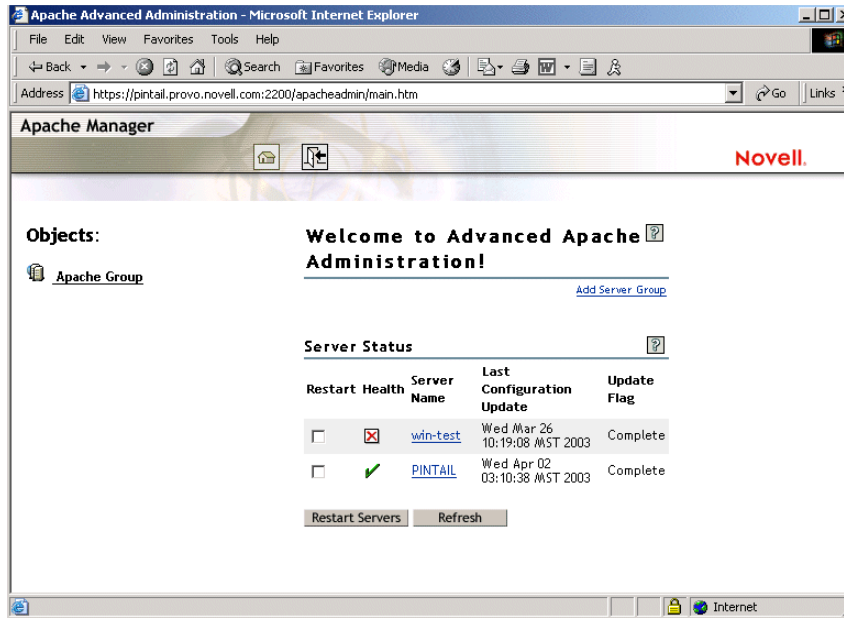 Apache Advanced Administration - Microsoft Internet Explorer
File Edit View Favorites Tools Help
Back Search Favorites Media
Address https://pintail.provo.novell.com:2200/apacheadmin/main.htm Go Links
Apache Manager
Novell.
Objects:
Apache Group
Welcome to Advanced Apache
Administration!
Add Server Group
Server Status
Restart Health Server Name Last Configuration Update Update Flag
win-test Wed Mar 26 10:19:08 MST 2003 Complete
PINTAIL Wed Apr 02 03:10:38 MST 2003 Complete
Restart Servers Refresh
Internet